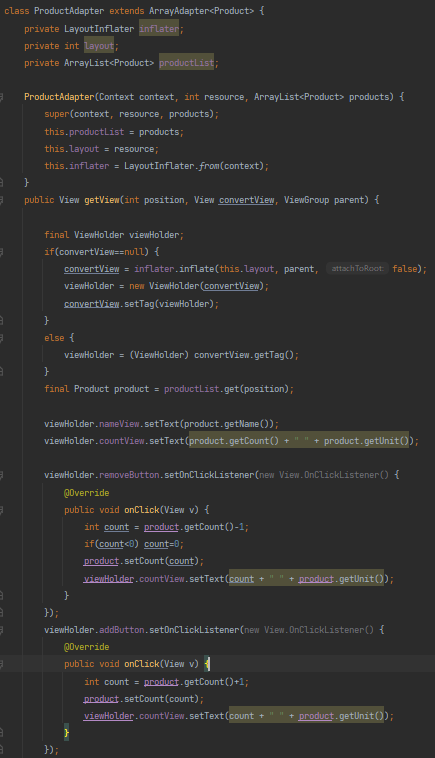 class ProductAdapter extends ArrayAdapter<Product> {
    private LayoutInflater inflater;
    private int layout;
    private ArrayList<Product> productList;

    ProductAdapter(Context context, int resource, ArrayList<Product> products) {
        super(context, resource, products);
        this.productList = products;
        this.layout = resource;
        this.inflater = LayoutInflater.from(context);
    }
    public View getView(int position, View convertView, ViewGroup parent) {

        final ViewHolder viewHolder;
        if(convertView==null) {
            convertView = inflater.inflate(this.layout, parent, attachToRoot: false);
            viewHolder = new ViewHolder(convertView);
            convertView.setTag(viewHolder);
        }
        else {
            viewHolder = (ViewHolder) convertView.getTag();
        }
        final Product product = productList.get(position);

        viewHolder.nameView.setText(product.getName());
        viewHolder.countView.setText(product.getCount() + " " + product.getUnit());

        viewHolder.removeButton.setOnClickListener(new View.OnClickListener() {
            @Override
            public void onClick(View v) {
                int count = product.getCount()-1;
                if(count<0) count=0;
                product.setCount(count);
                viewHolder.countView.setText(count + " " + product.getUnit());
            }
        });
        viewHolder.addButton.setOnClickListener(new View.OnClickListener() {
            @Override
            public void onClick(View v) {
                int count = product.getCount()+1;
                product.setCount(count);
                viewHolder.countView.setText(count + " " + product.getUnit());
            }
        });